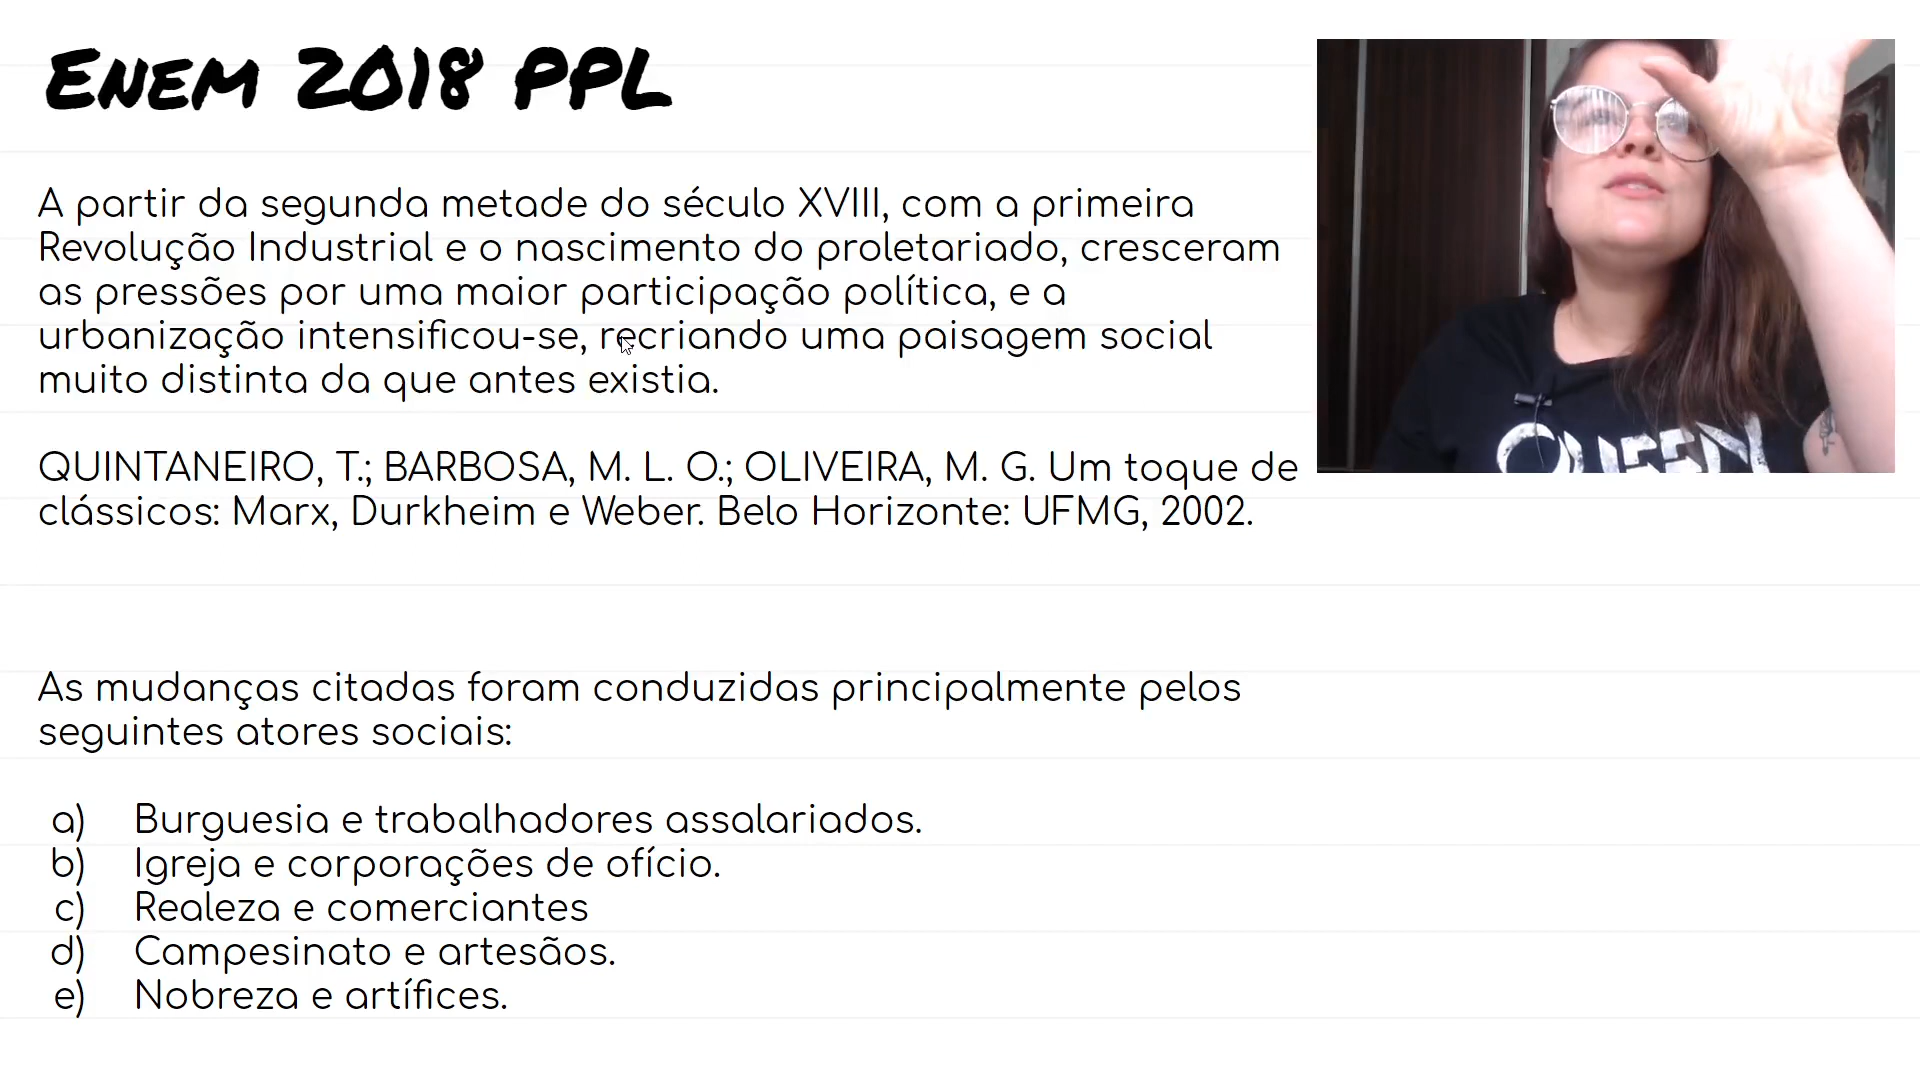 Enem 2018 PPL
A partir da segunda metade do século XVIII, com a primeira
Revolução Industrial e o nascimento do proletariado, cresceram
as pressões por uma maior participação política, e a
urbanização intensificou-se, recriando uma paisagem social
muito distinta da que antes existia.
QUINTANEIRO, T.; BARBOSA, M. L. O.; OLIVEIRA, M. G. Um toque de
clássicos: Marx, Durkheim e Weber. Belo Horizonte: UFMG, 2002.
As mudanças citadas foram conduzidas principalmente pelos
seguintes atores sociais:
a) Burguesia e trabalhadores assalariados.
b) Igreja e corporações de ofício.
c) Realeza e comerciantes
d) Campesinato e artesãos.
e) Nobreza e artífices.
QUEEN